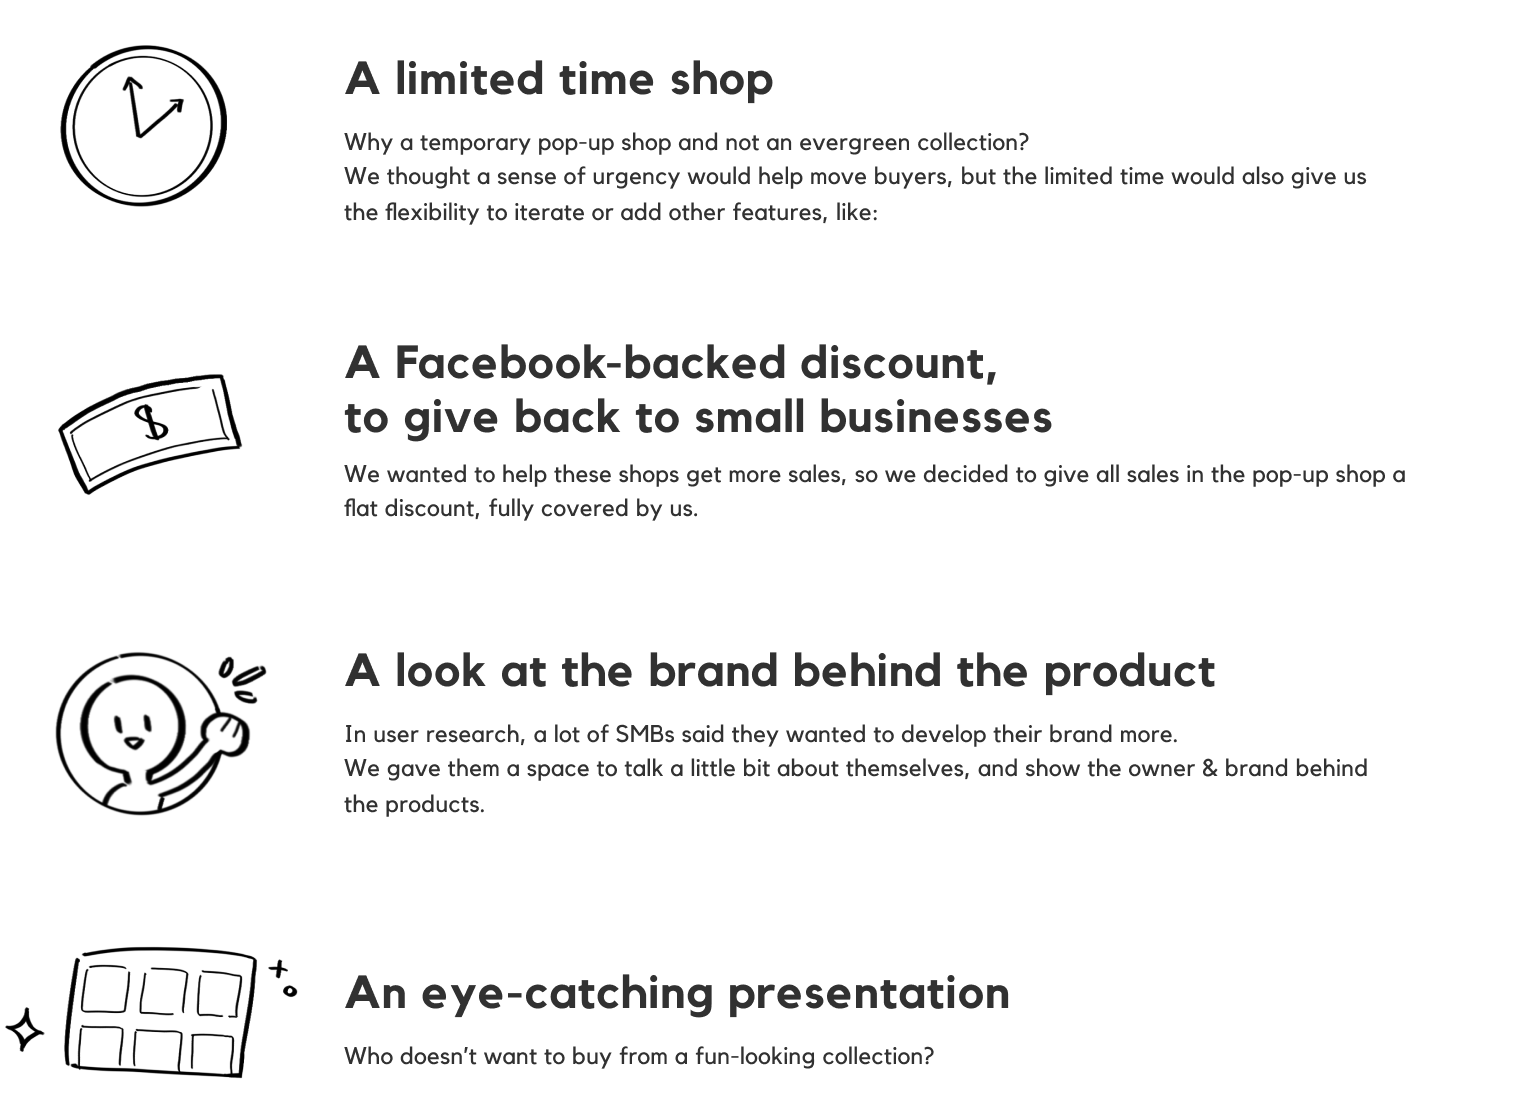 A limited time shop
Why a temporary pop-up shop and not an evergreen collection?
We thought a sense of urgency would help move buyers, but the limited time would also give us
the flexibility to iterate or add other features, like:
$
A Facebook-backed discount,
to give back to small businesses
We wanted to help these shops get more sales, so we decided to give all sales in the pop-up shop a
flat discount, fully covered by us.
A look at the brand behind the product
In user research, a lot of SMBs said they wanted to develop their brand more.
We gave them a space to talk a little bit about themselves, and show the owner & brand behind
the products.
An eye-catching presentation
Who doesn’t want to buy from a fun-looking collection?